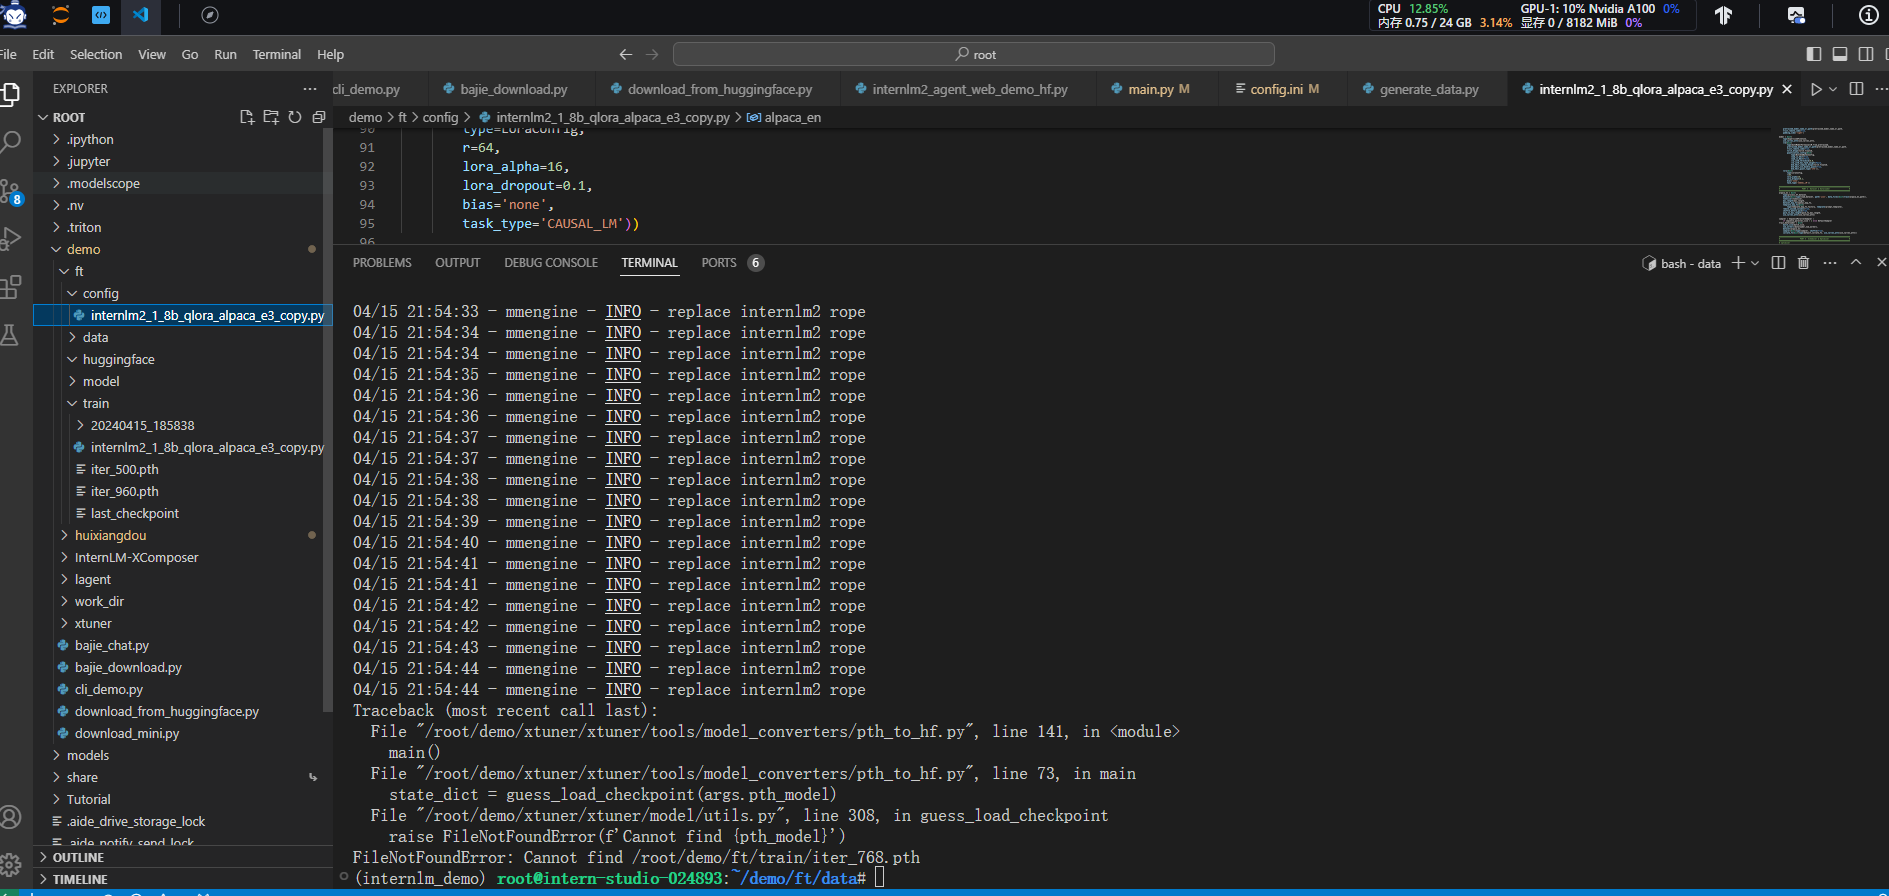 CPU 12.85%
GPU-1: 10% Nvidia A100 0%
内存 0.75 / 24 GB 3.14%
显存 0 / 8182 MiB 0%
File Edit Selection View Go Run Terminal Help
root
EXPLORER
cli_demo.py
bajie_download.py
download_from_huggingface.py
internlm2_agent_web_demo_hf.py
main.py M
config.ini M
generate_data.py
internlm2_1_8b_qlora_alpaca_e3_copy.py
demo > ft > config > internlm2_1_8b_qlora_alpaca_e3_copy.py > alpaca_en
ROOT
.ipython
.jupyter
.modelscope
.nv
.triton
demo
ft
config
internlm2_1_8b_qlora_alpaca_e3_copy.py
data
huggingface
model
train
20240415_185838
internlm2_1_8b_qlora_alpaca_e3_copy.py
iter_500.pth
iter_960.pth
last_checkpoint
huixiangdou
InternLM-XComposer
lagent
work_dir
xtuner
bajie_chat.py
bajie_download.py
cli_demo.py
download_from_huggingface.py
download_mini.py
models
share
Tutorial
.aide_drive_storage_lock
.aide_notify_send_lock
OUTLINE
TIMELINE
8
90 type=LoraConfig,
91 r=64,
92 lora_alpha=16,
93 lora_dropout=0.1,
94 bias='none',
95 task_type='CAUSAL_LM'))
96
PROBLEMS OUTPUT DEBUG CONSOLE TERMINAL PORTS 6
bash - data
04/15 21:54:33 - mmengine - INFO - replace internlm2 rope
04/15 21:54:34 - mmengine - INFO - replace internlm2 rope
04/15 21:54:34 - mmengine - INFO - replace internlm2 rope
04/15 21:54:35 - mmengine - INFO - replace internlm2 rope
04/15 21:54:36 - mmengine - INFO - replace internlm2 rope
04/15 21:54:36 - mmengine - INFO - replace internlm2 rope
04/15 21:54:37 - mmengine - INFO - replace internlm2 rope
04/15 21:54:37 - mmengine - INFO - replace internlm2 rope
04/15 21:54:38 - mmengine - INFO - replace internlm2 rope
04/15 21:54:38 - mmengine - INFO - replace internlm2 rope
04/15 21:54:39 - mmengine - INFO - replace internlm2 rope
04/15 21:54:40 - mmengine - INFO - replace internlm2 rope
04/15 21:54:41 - mmengine - INFO - replace internlm2 rope
04/15 21:54:41 - mmengine - INFO - replace internlm2 rope
04/15 21:54:42 - mmengine - INFO - replace internlm2 rope
04/15 21:54:42 - mmengine - INFO - replace internlm2 rope
04/15 21:54:43 - mmengine - INFO - replace internlm2 rope
04/15 21:54:44 - mmengine - INFO - replace internlm2 rope
04/15 21:54:44 - mmengine - INFO - replace internlm2 rope
Traceback (most recent call last):
File "/root/demo/xtuner/xtuner/tools/model_converters/pth_to_hf.py", line 141, in <module>
main()
File "/root/demo/xtuner/xtuner/tools/model_converters/pth_to_hf.py", line 73, in main
state_dict = guess_load_checkpoint(args.pth_model)
File "/root/demo/xtuner/xtuner/model/utils.py", line 308, in guess_load_checkpoint
raise FileNotFoundError(f'Cannot find {pth_model}')
FileNotFoundError: Cannot find /root/demo/ft/train/iter_768.pth
(internlm_demo) root@intern-studio-024893:~/demo/ft/data#